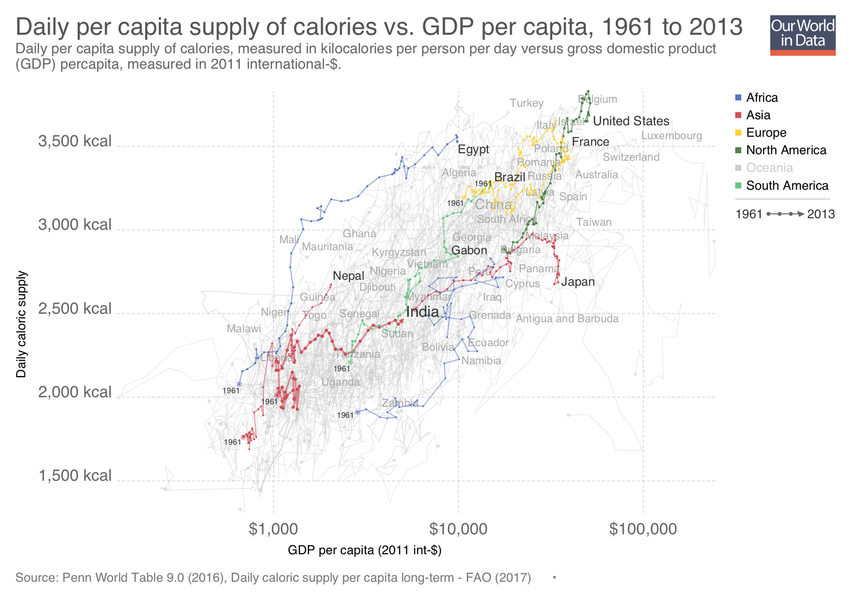 Daily per capita supply of calories vs. GDP per capita, 1961 to 2013
Our World
in Data
Daily per capita supply of calories, measured in kilocalories per person per day versus gross domestic product
(GDP) percapita, measured in 2011 international-$.
Africa
Asia
Europe
North America
Oceania
South America
1961 2013
3,500 kcal
3,000 kcal
2,500 kcal
2,000 kcal
1,500 kcal
Daily caloric supply
Turkey
Belgium
Italy
Israel
United States
Luxembourg
Egypt
Poland
France
Switzerland
Romania
Algeria
1961
Brazil
Russia
Australia
Latvia
Spain
1961
China
South Africa
Taiwan
Mali
Ghana
Mauritania
Georgia
Malaysia
Kyrgyzstan
Gabon
Bulgaria
Vietnam
Nepal
Nigeria
Peru
Panama
Japan
Djibouti
Cyprus
Guinea
Myanmar
Iraq
Niger
Togo
Senegal
India
Grenada
Antigua and Barbuda
Malawi
Sudan
Bolivia
Ecuador
Liberia
Tanzania
Namibia
1961
Uganda
1961
1961
Zambia
1961
1961
$1,000
$10,000
$100,000
GDP per capita (2011 int-$)
Source: Penn World Table 9.0 (2016), Daily caloric supply per capita long-term - FAO (2017) •